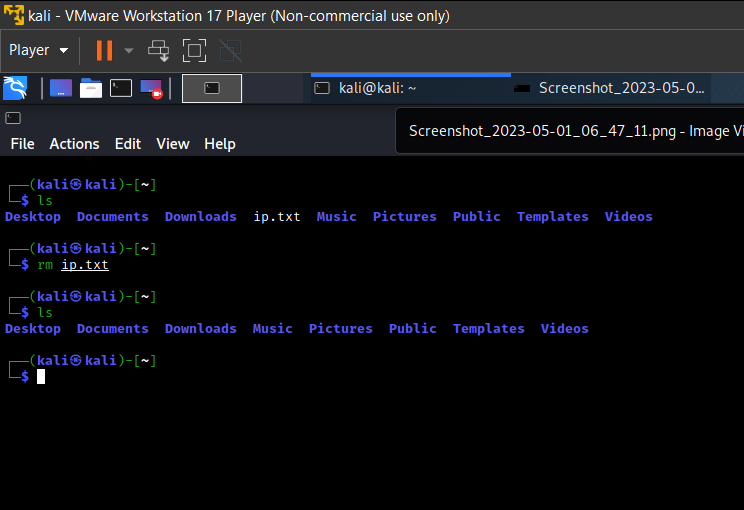 kali - VMware Workstation 17 Player (Non-commercial use only)
Player
kali@kali: ~
Screenshot_2023-05-0...
Screenshot_2023-05-01_06_47_11.png - Image Vi
File Actions Edit View Help
┌──(kali㉿kali)-[~]
└─$ ls
Desktop Documents Downloads ip.txt Music Pictures Public Templates Videos
┌──(kali㉿kali)-[~]
└─$ rm ip.txt
┌──(kali㉿kali)-[~]
└─$ ls
Desktop Documents Downloads Music Pictures Public Templates Videos
┌──(kali㉿kali)-[~]
└─$